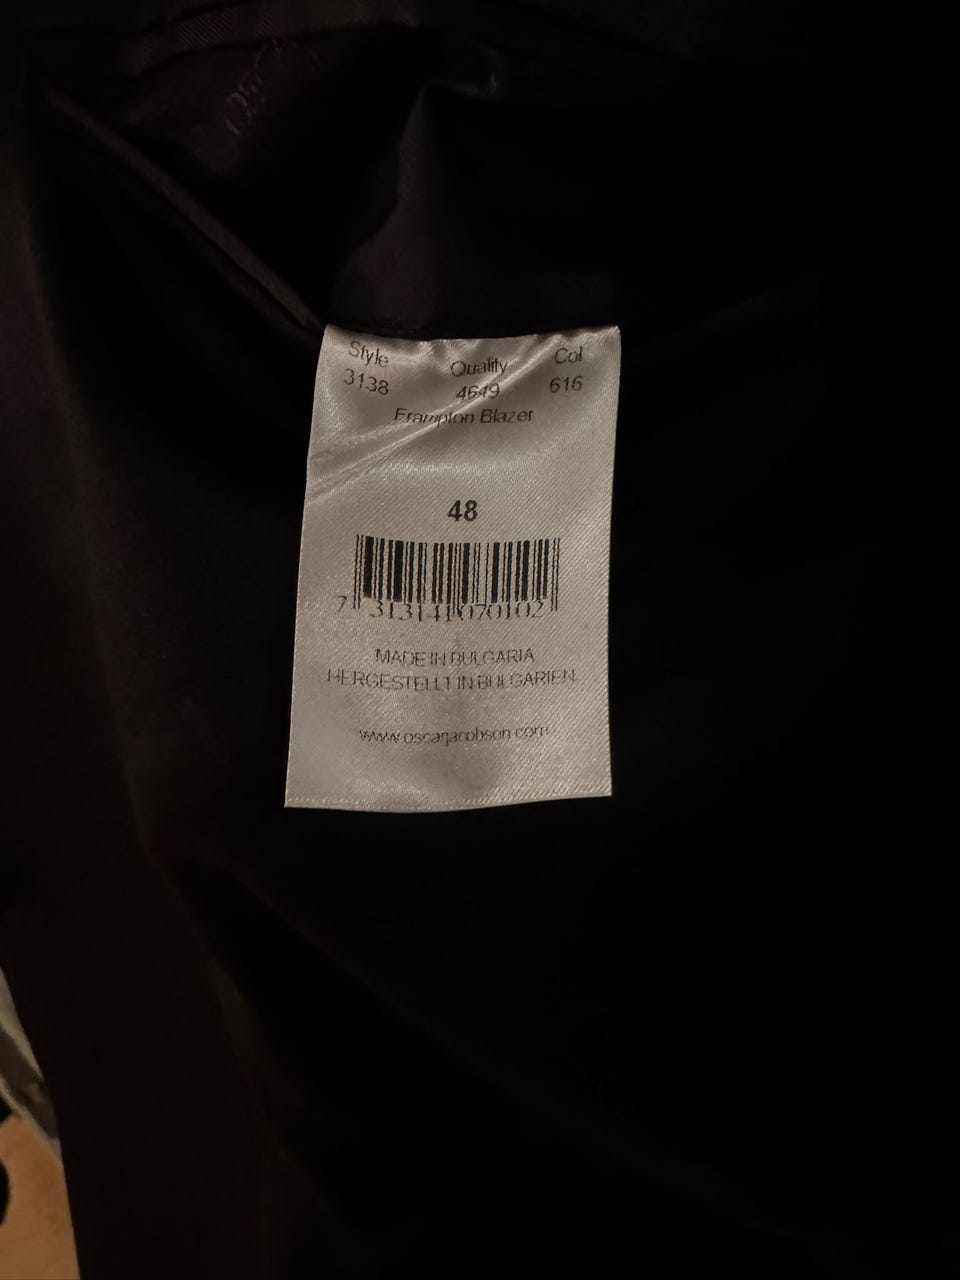 Style Quality Col
3138 4649 616
Frampton Blazer
48
7 313141 070102
MADE IN BULGARIA
HERGESTELLT IN BULGARIEN
www.oscarjacobson.com